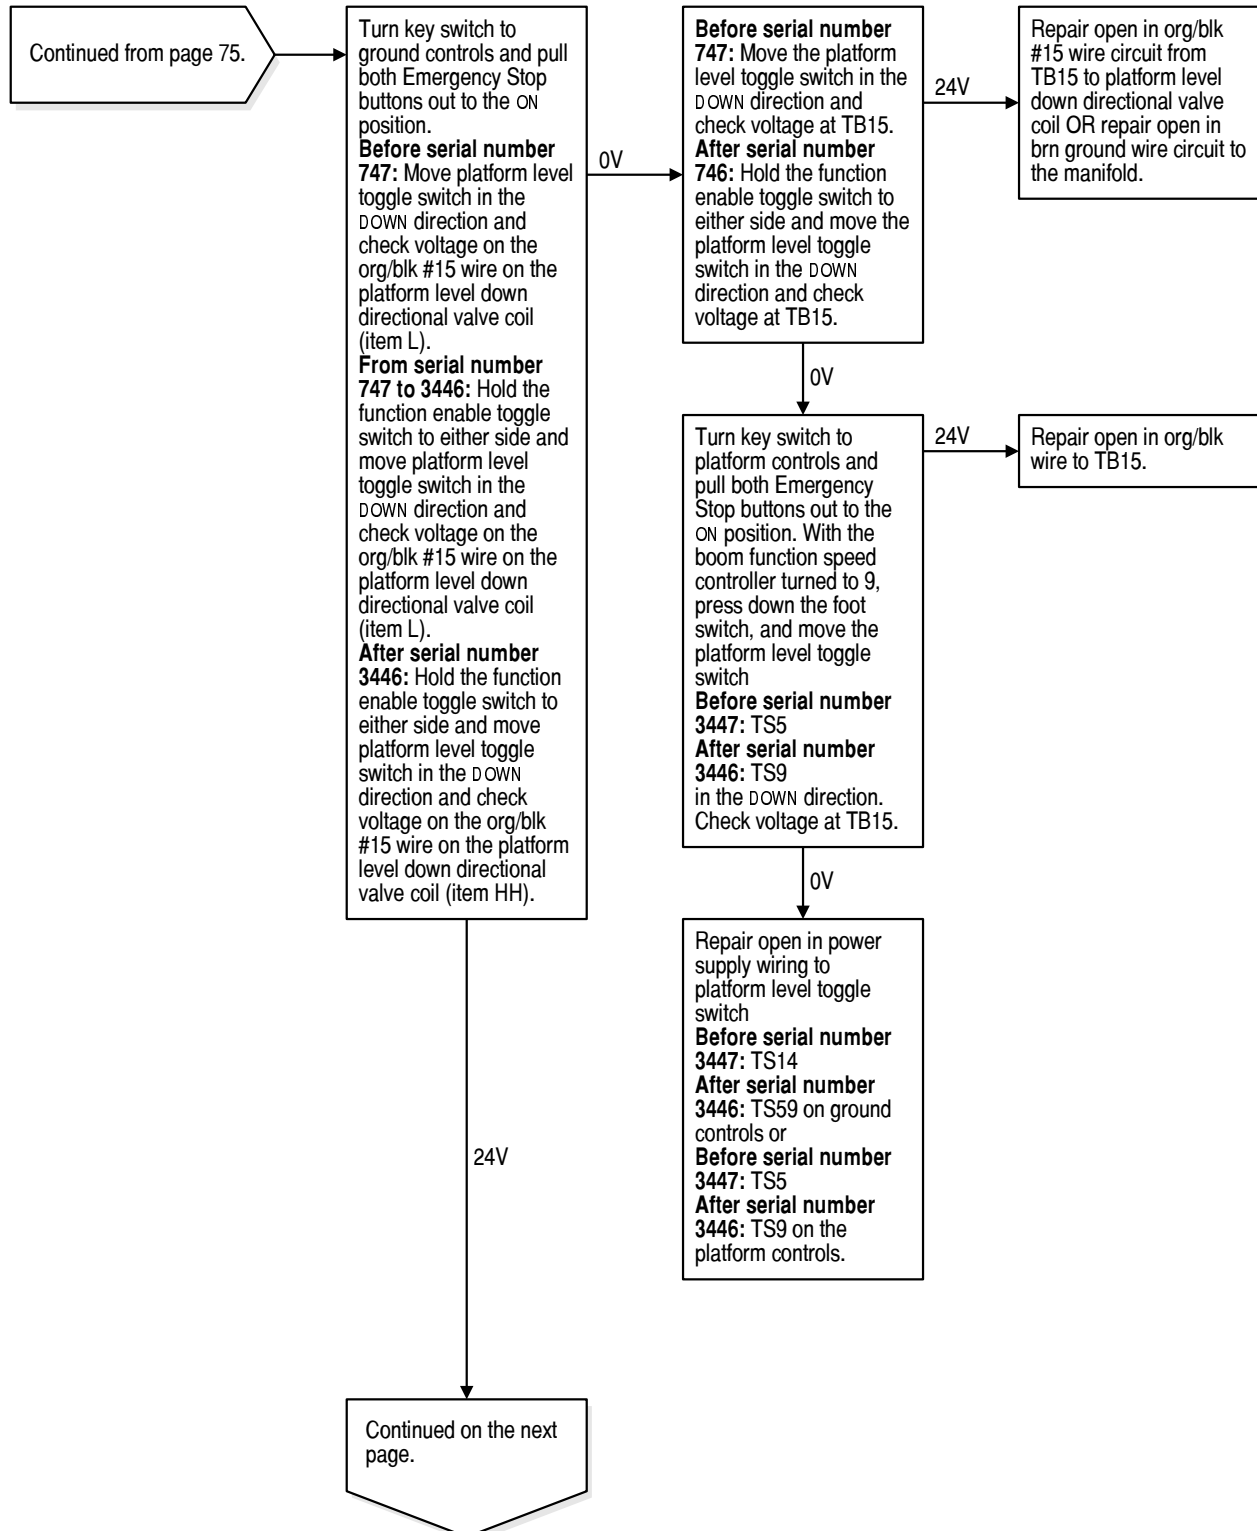 Continued from page 75.
Turn key switch to
ground controls and pull
both Emergency Stop
buttons out to the ON
position.
Before serial number
747: Move platform level
toggle switch in the
DOWN direction and
check voltage on the
org/blk #15 wire on the
platform level down
directional valve coil
(item L).
From serial number
747 to 3446: Hold the
function enable toggle
switch to either side and
move platform level
toggle switch in the
DOWN direction and
check voltage on the
org/blk #15 wire on the
platform level down
directional valve coil
(item L).
After serial number
3446: Hold the function
enable toggle switch to
either side and move
platform level toggle
switch in the DOWN
direction and check
voltage on the org/blk
#15 wire on the platform
level down directional
valve coil (item HH).
0V
Before serial number
747: Move the platform
level toggle switch in the
DOWN direction and
check voltage at TB15.
After serial number
746: Hold the function
enable toggle switch to
either side and move the
platform level toggle
switch in the DOWN
direction and check
voltage at TB15.
24V
Repair open in org/blk
#15 wire circuit from
TB15 to platform level
down directional valve
coil OR repair open in
brn ground wire circuit to
the manifold.
0V
Turn key switch to
platform controls and
pull both Emergency
Stop buttons out to the
ON position. With the
boom function speed
controller turned to 9,
press down the foot
switch, and move the
platform level toggle
switch
Before serial number
3447: TS5
After serial number
3446: TS9
in the DOWN direction.
Check voltage at TB15.
24V
Repair open in org/blk
wire to TB15.
0V
Repair open in power
supply wiring to
platform level toggle
switch
Before serial number
3447: TS14
After serial number
3446: TS59 on ground
controls or
Before serial number
3447: TS5
After serial number
3446: TS9 on the
platform controls.
24V
Continued on the next
page.